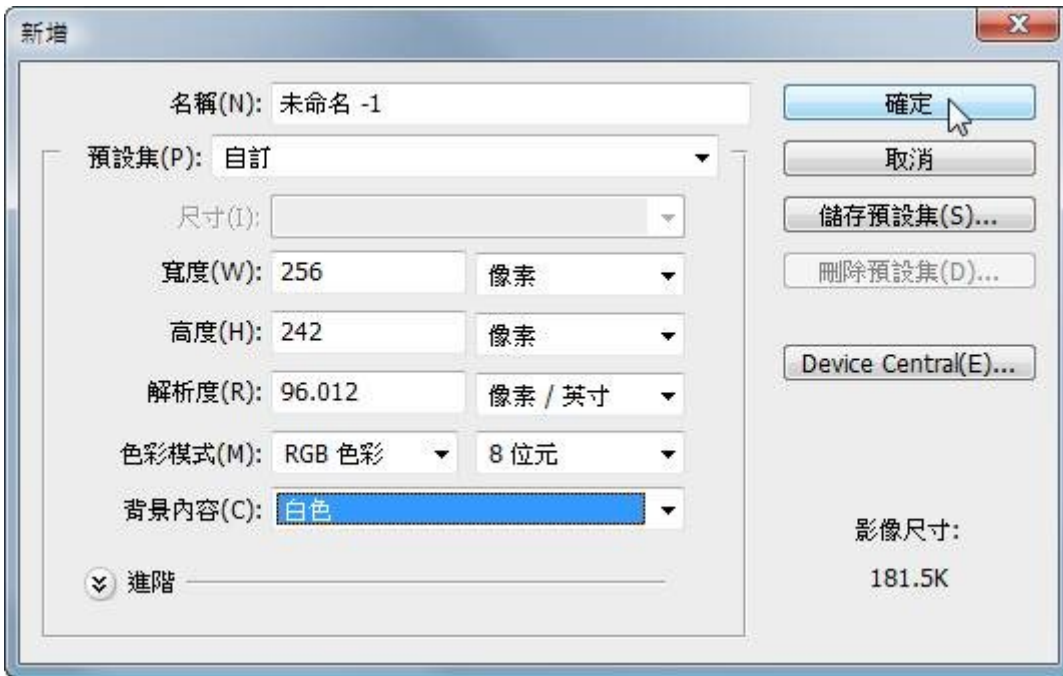 新增
名稱(N): 未命名 -1
確定
預設集(P): 自訂
取消
尺寸(I):
儲存預設集(S)...
寬度(W): 256 像素
刪除預設集(D)...
高度(H): 242 像素
Device Central(E)...
解析度(R): 96.012 像素 / 英寸
色彩模式(M): RGB 色彩 8 位元
背景內容(C): 白色
影像尺寸:
進階
181.5K